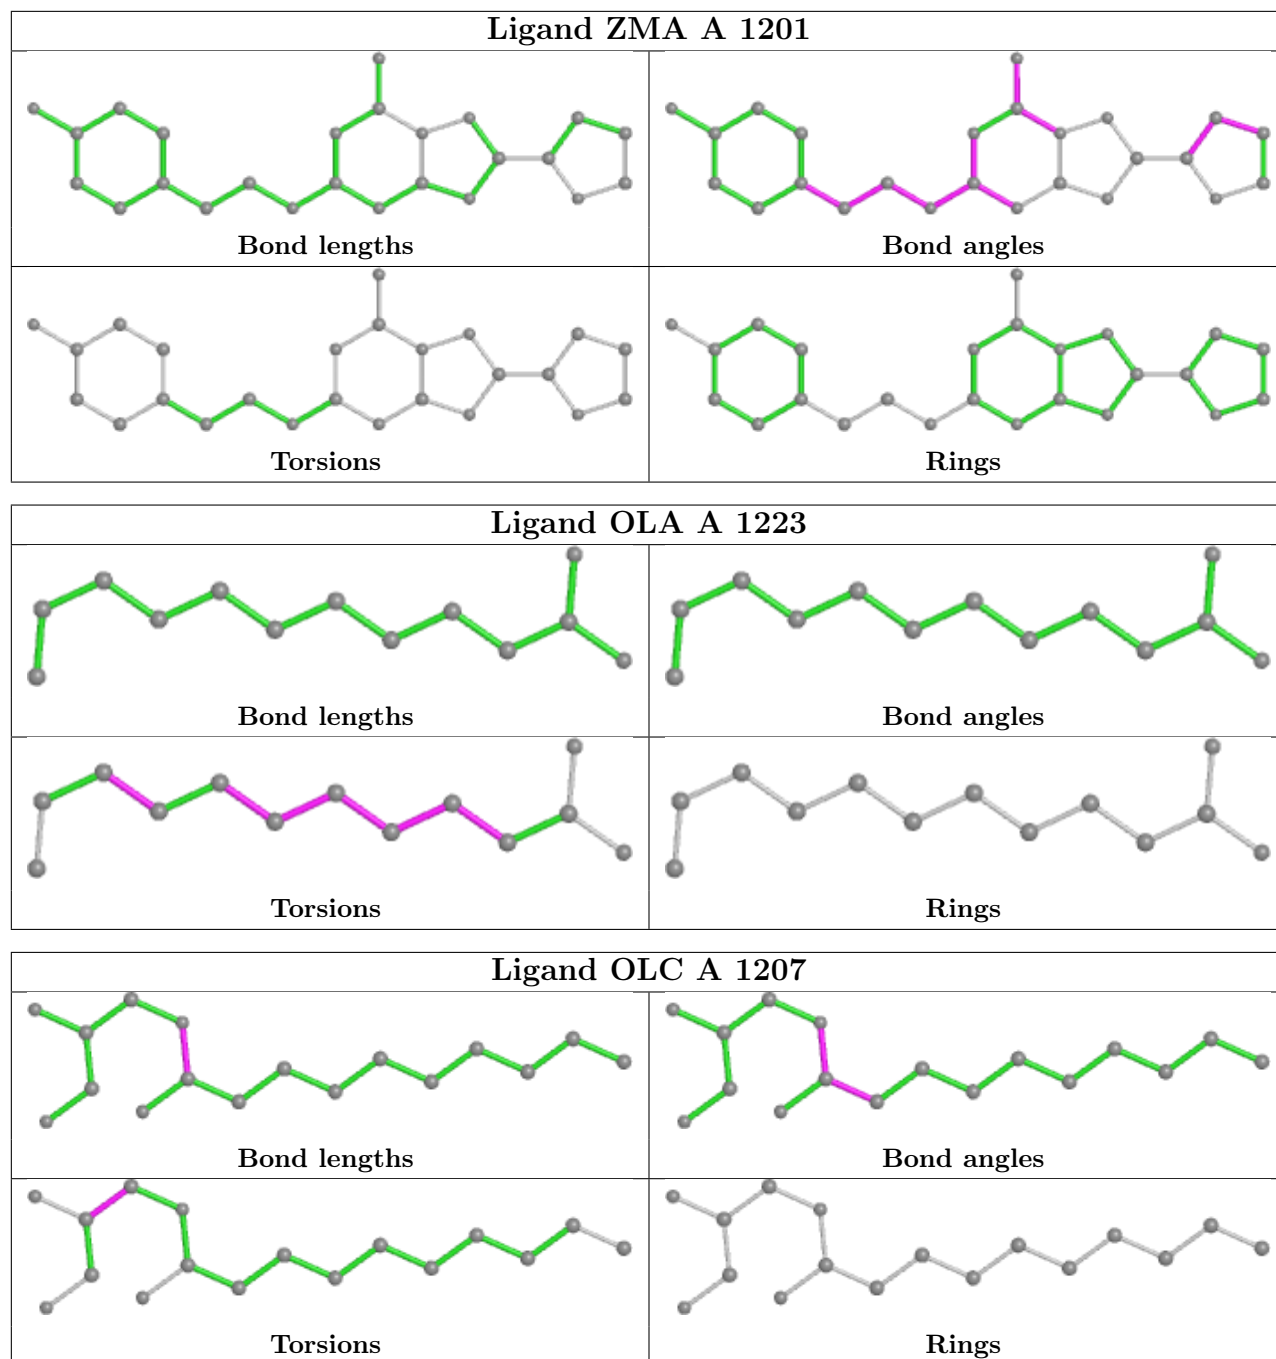 Ligand ZMA A 1201
Bond lengths
Bond angles
Torsions
Rings
Ligand OLA A 1223
Bond lengths
Bond angles
Torsions
Rings
Ligand OLC A 1207
Bond lengths
Bond angles
Torsions
Rings